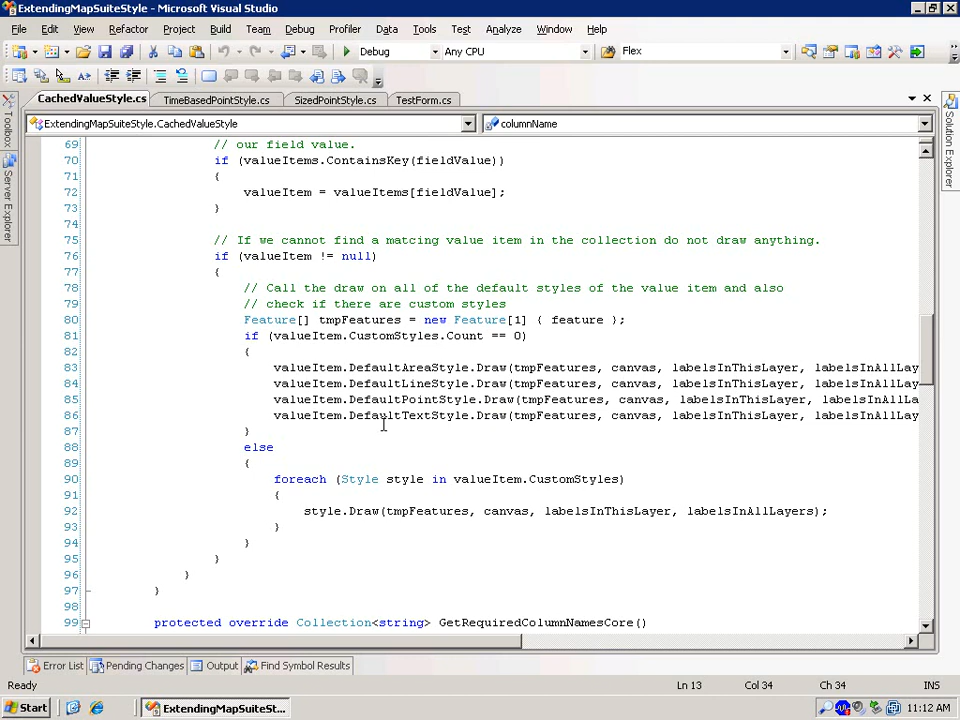 ExtendingMapSuiteStyle - Microsoft Visual Studio
File Edit View Refactor Project Build Team Debug Profiler Data Tools Test Analyze Window Help
Debug Any CPU Flex
CachedValueStyle.cs TimeBasedPointStyle.cs SizedPointStyle.cs TestForm.cs
ExtendingMapSuiteStyle.CachedValueStyle columnName
Toolbox
Server Explorer
Solution Explorer
69 // our field value.
70 if (valueItems.ContainsKey(fieldValue))
71 {
72 valueItem = valueItems[fieldValue];
73 }
74
75 // If we cannot find a matcing value item in the collection do not draw anything.
76 if (valueItem != null)
77 {
78 // Call the draw on all of the default styles of the value item and also
79 // check if there are custom styles
80 Feature[] tmpFeatures = new Feature[1] { feature };
81 if (valueItem.CustomStyles.Count == 0)
82 {
83 valueItem.DefaultAreaStyle.Draw(tmpFeatures, canvas, labelsInThisLayer, labelsInAllLay
84 valueItem.DefaultLineStyle.Draw(tmpFeatures, canvas, labelsInThisLayer, labelsInAllLay
85 valueItem.DefaultPointStyle.Draw(tmpFeatures, canvas, labelsInThisLayer, labelsInAllLa
86 valueItem.DefaultTextStyle.Draw(tmpFeatures, canvas, labelsInThisLayer, labelsInAllLay
87 }
88 else
89 {
90 foreach (Style style in valueItem.CustomStyles)
91 {
92 style.Draw(tmpFeatures, canvas, labelsInThisLayer, labelsInAllLayers);
93 }
94 }
95 }
96 }
97 }
98
99 protected override Collection<string> GetRequiredColumnNamesCore()
Error List Pending Changes Output Find Symbol Results
Ready Ln 13 Col 34 Ch 34 INS
Start ExtendingMapSuiteSt... 11:12 AM